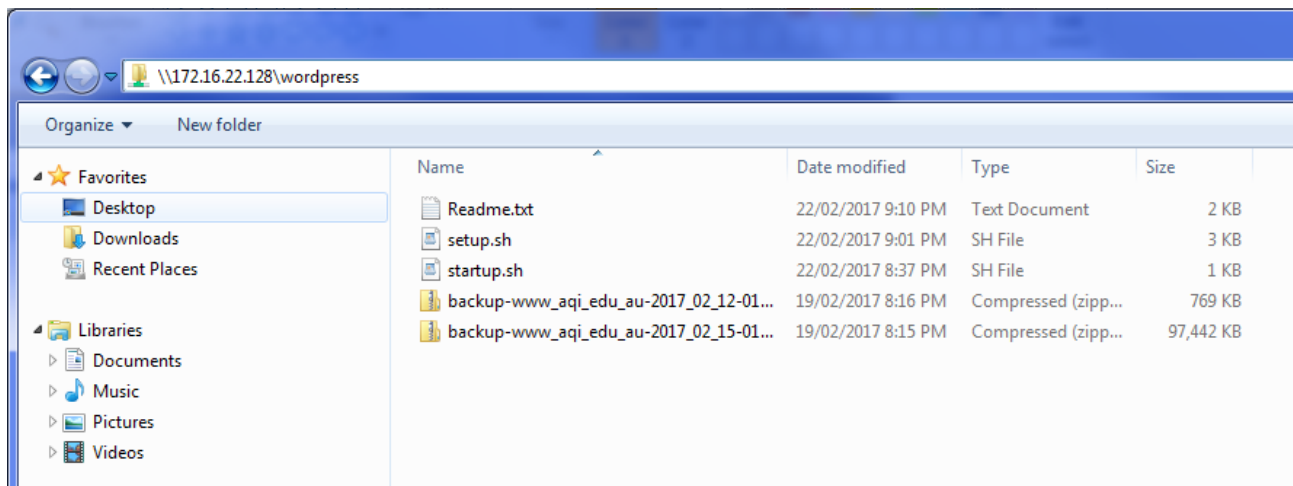 \\172.16.22.128\wordpress
Organize New folder
Name Date modified Type Size
Favorites
Desktop
Downloads
Recent Places
Libraries
Documents
Music
Pictures
Videos
Readme.txt 22/02/2017 9:10 PM Text Document 2 KB
setup.sh 22/02/2017 9:01 PM SH File 3 KB
startup.sh 22/02/2017 8:37 PM SH File 1 KB
backup-www_aqi_edu_au-2017_02_12-01... 19/02/2017 8:16 PM Compressed (zipp... 769 KB
backup-www_aqi_edu_au-2017_02_15-01... 19/02/2017 8:15 PM Compressed (zipp... 97,442 KB